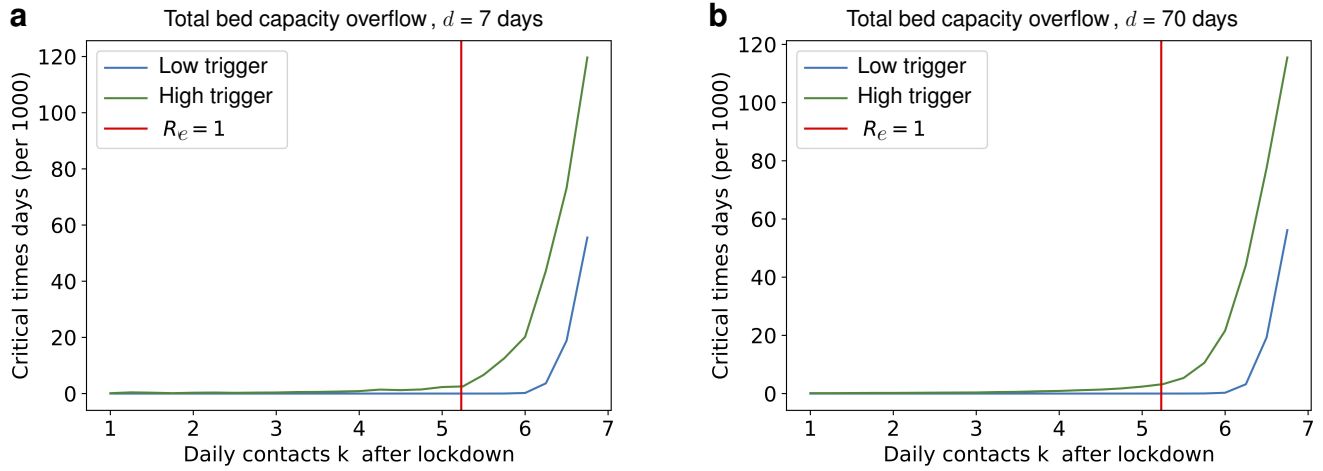 a
Total bed capacity overflow, d = 7 days
Critical times days (per 1000)
120
100
80
60
40
20
0
Low trigger
High trigger
Re = 1
1 2 3 4 5 6 7
Daily contacts k after lockdown
b
Total bed capacity overflow, d = 70 days
Critical times days (per 1000)
120
100
80
60
40
20
0
Low trigger
High trigger
Re = 1
1 2 3 4 5 6 7
Daily contacts k after lockdown